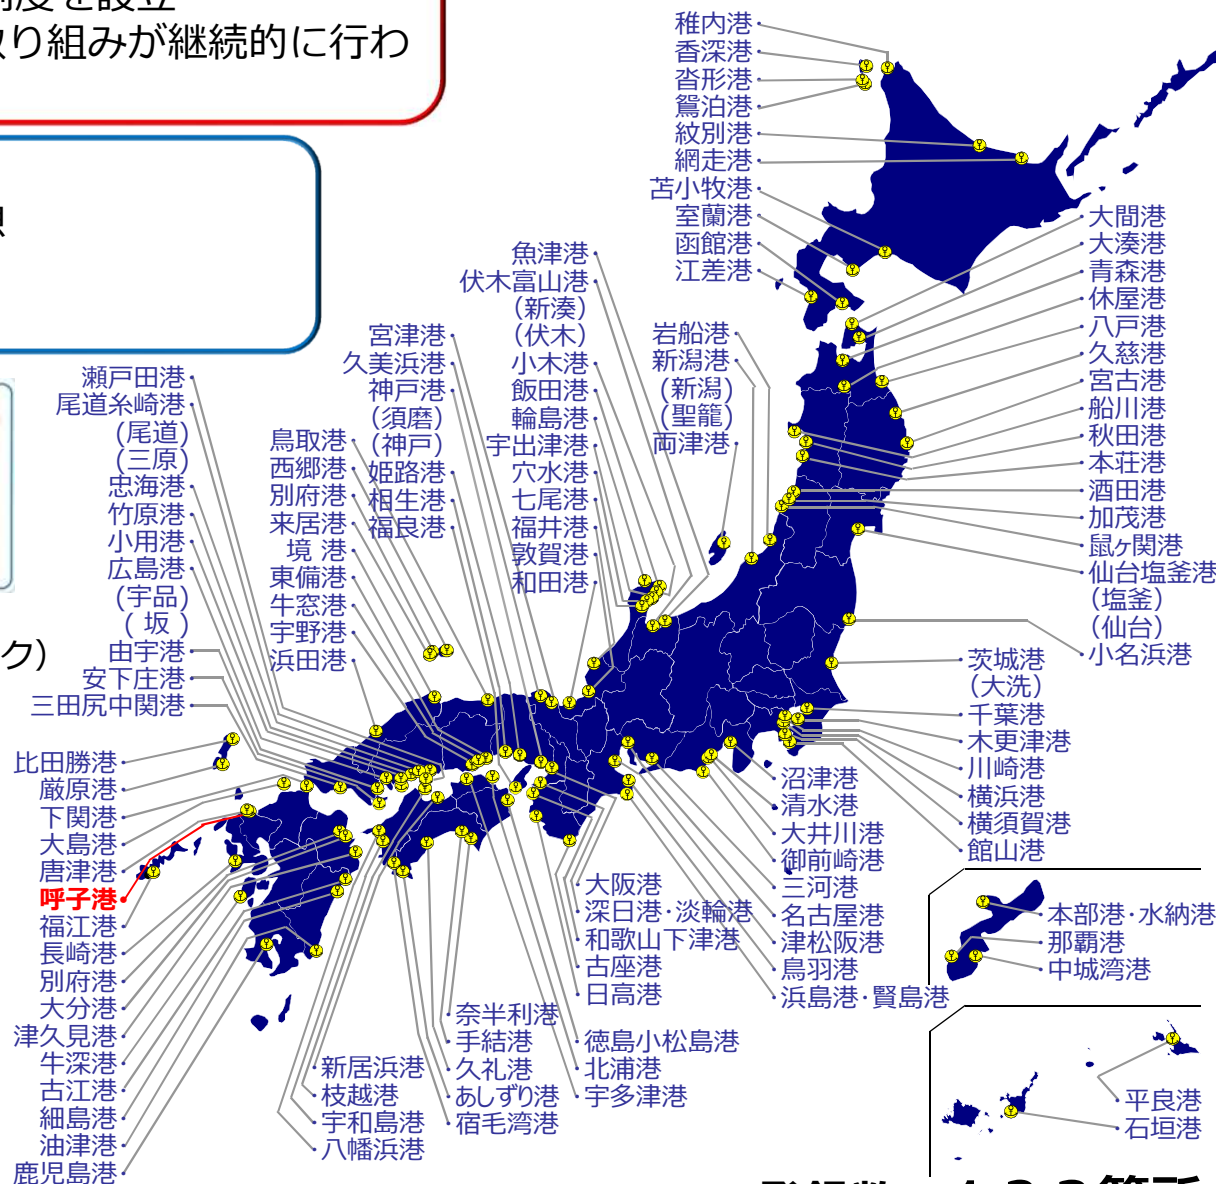 制度を設立
取り組みが継続的に行わ
ク）
稚内港
香深港
沓形港
鴛泊港
紋別港
網走港
苫小牧港
室蘭港
函館港
江差港
大間港
大湊港
青森港
休屋港
八戸港
久慈港
宮古港
船川港
秋田港
本荘港
酒田港
加茂港
鼠ヶ関港
仙台塩釜港
（塩釜）
（仙台）
小名浜港
魚津港
伏木富山港
（新湊）
（伏木）
小木港
飯田港
輪島港
宇出津港
穴水港
七尾港
福井港
敦賀港
和田港
岩船港
新潟港
（新潟）
（聖籠）
両津港
宮津港
久美浜港
神戸港
（須磨）
（神戸）
姫路港
相生港
福良港
鳥取港
西郷港
別府港
来居港
境 港
東備港
牛窓港
宇野港
浜田港
瀬戸田港
尾道糸崎港
（尾道）
（三原）
忠海港
竹原港
小用港
広島港
（宇品）
（ 坂 ）
由宇港
安下庄港
三田尻中関港
比田勝港
厳原港
下関港
大島港
唐津港
呼子港
福江港
長崎港
別府港
大分港
津久見港
牛深港
古江港
細島港
油津港
鹿児島港
茨城港
（大洗）
千葉港
木更津港
川崎港
横浜港
横須賀港
館山港
沼津港
清水港
大井川港
御前崎港
三河港
名古屋港
津松阪港
鳥羽港
浜島港・賢島港
大阪港
深日港・淡輪港
和歌山下津港
古座港
日高港
徳島小松島港
北浦港
宇多津港
奈半利港
手結港
久礼港
あしずり港
宿毛湾港
新居浜港
枝越港
宇和島港
八幡浜港
本部港・水納港
那覇港
中城湾港
平良港
石垣港